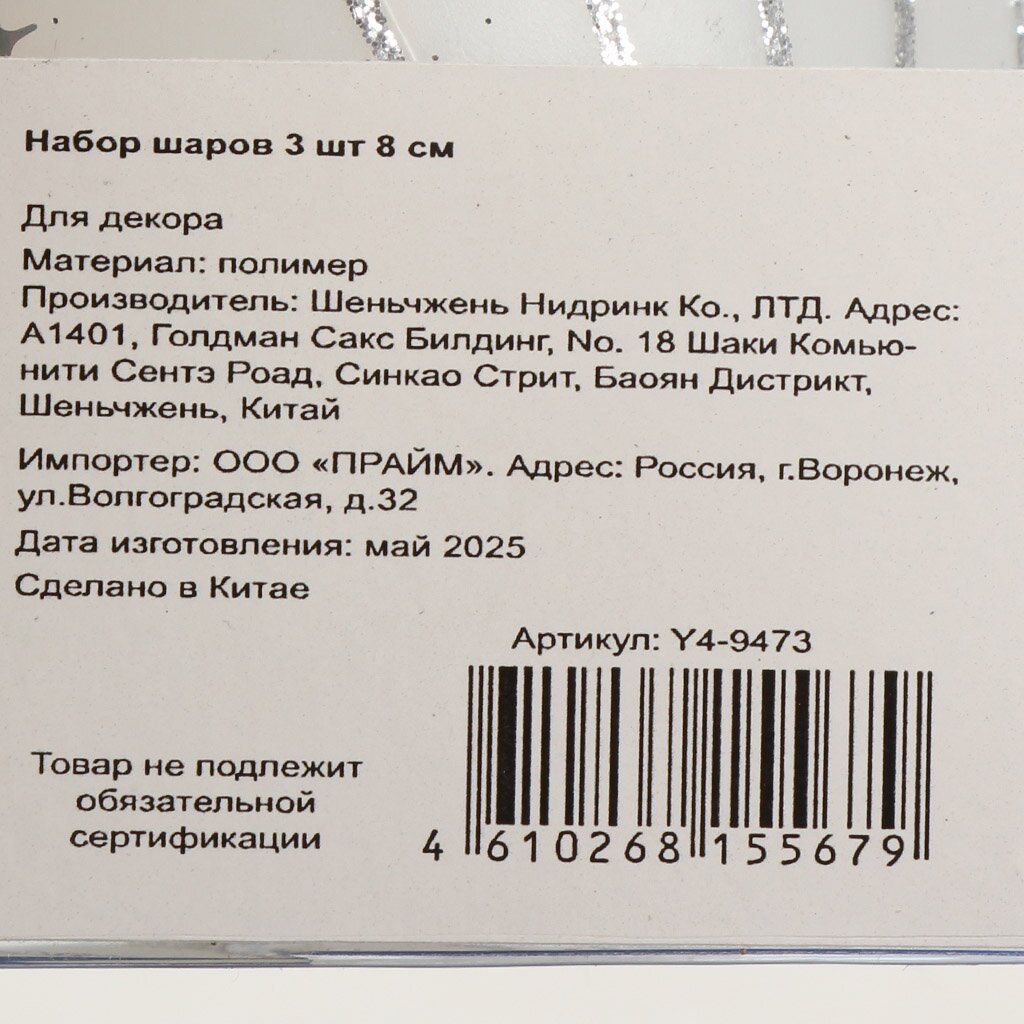 Набор шаров 3 шт 8 см
Для декора
Материал: полимер
Производитель: Шеньчжень Нидринк Ко., ЛТД. Адрес:
А1401, Голдман Сакс Билдинг, No. 18 Шаки Комью-
нити Сентэ Роад, Синкао Стрит, Баоян Дистрикт,
Шеньчжень, Китай
Импортер: ООО «ПРАЙМ». Адрес: Россия, г.Воронеж,
ул.Волгоградская, д.32
Дата изготовления: май 2025
Сделано в Китае
Артикул: Y4-9473
Товар не подлежит
обязательной
сертификации
4 610268 155679